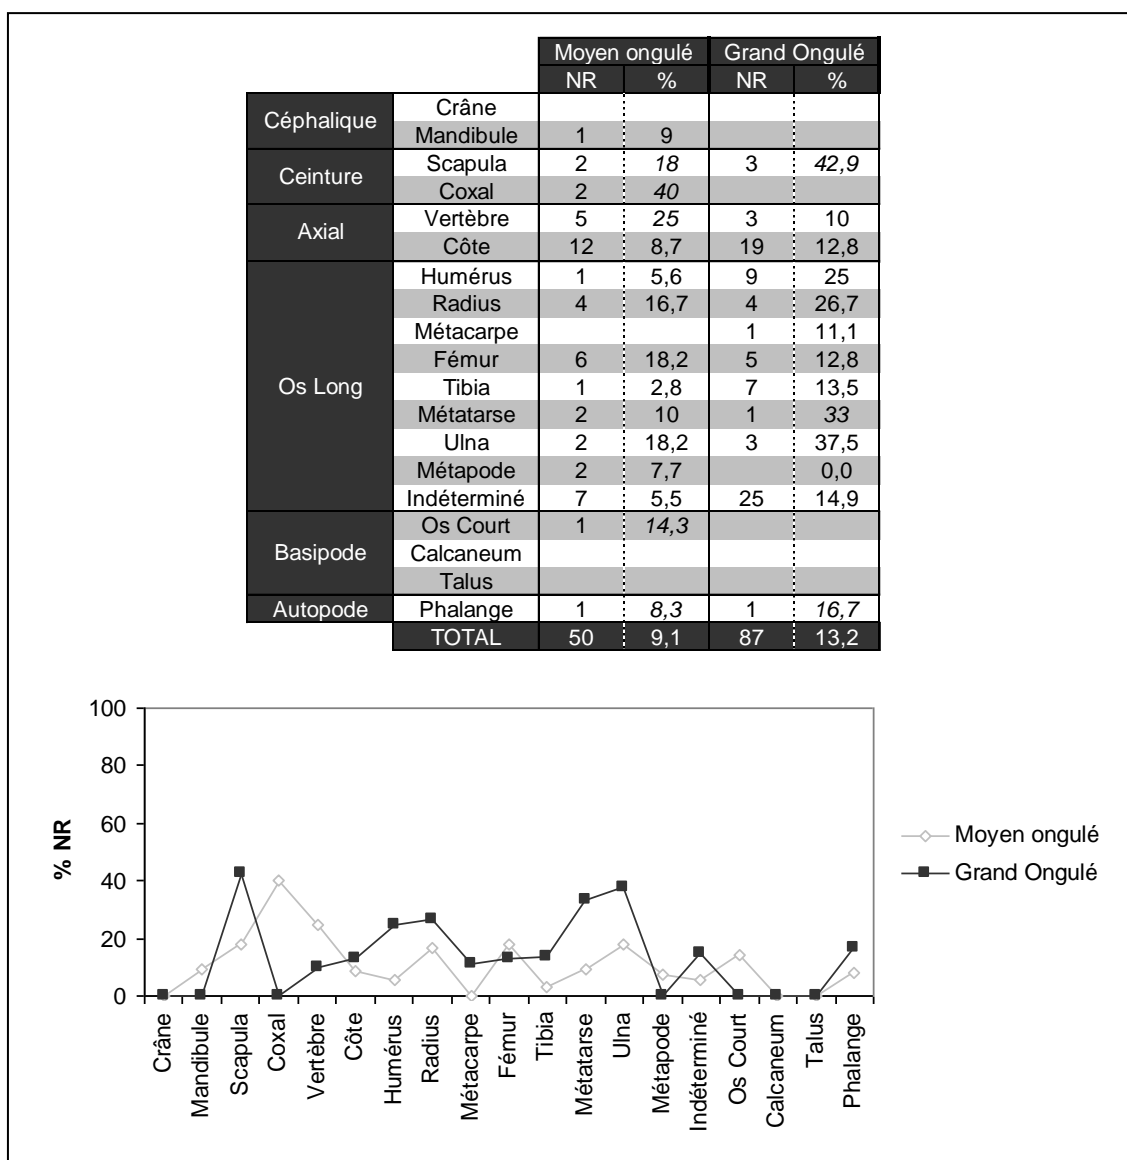 Moyen ongulé Grand Ongulé
NR % NR %
Céphalique
Crâne
Mandibule 1 9
Ceinture
Scapula 2 18 3 42,9
Coxal 2 40
Axial
Vertèbre 5 25 3 10
Côte 12 8,7 19 12,8
Os Long
Humérus 1 5,6 9 25
Radius 4 16,7 4 26,7
Métacarpe 1 11,1
Fémur 6 18,2 5 12,8
Tibia 1 2,8 7 13,5
Métatarse 2 10 1 33
Ulna 2 18,2 3 37,5
Métapode 2 7,7 0,0
Indéterminé 7 5,5 25 14,9
Basipode
Os Court 1 14,3
Calcaneum
Talus
Autopode Phalange 1 8,3 1 16,7
TOTAL 50 9,1 87 13,2
% NR
100
80
60
40
20
0
Crâne
Mandibule
Scapula
Coxal
Vertèbre
Côte
Humérus
Radius
Métacarpe
Fémur
Tibia
Métatarse
Ulna
Métapode
Indéterminé
Os Court
Calcaneum
Talus
Phalange
Moyen ongulé
Grand Ongulé